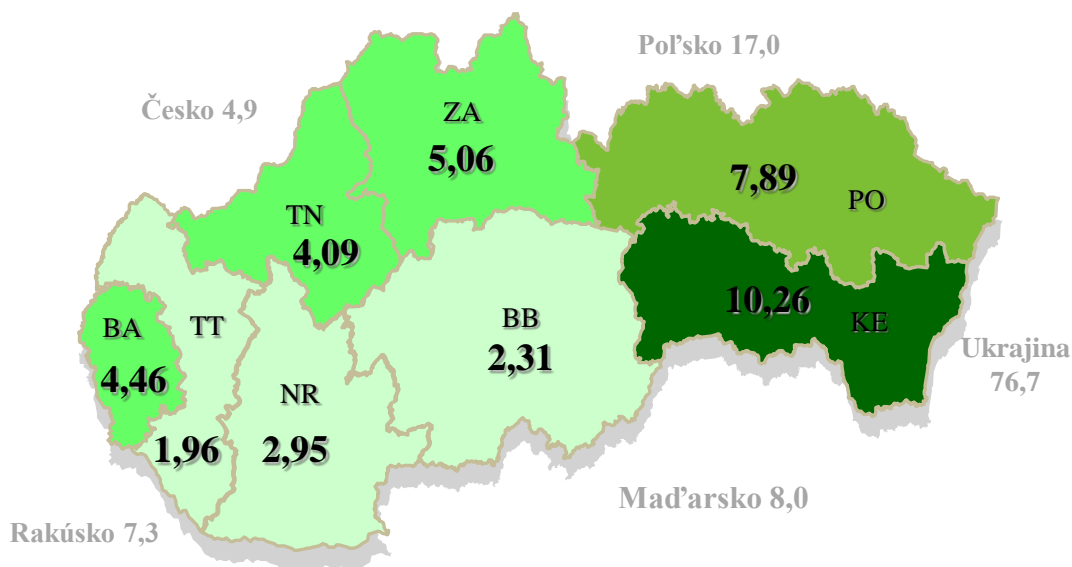 Poľsko 17,0
Česko 4,9
ZA
5,06
7,89
PO
TN
4,09
10,26
KE
BA
4,46
TT
1,96
NR
2,95
BB
2,31
Ukrajina
76,7
Maďarsko 8,0
Rakúsko 7,3